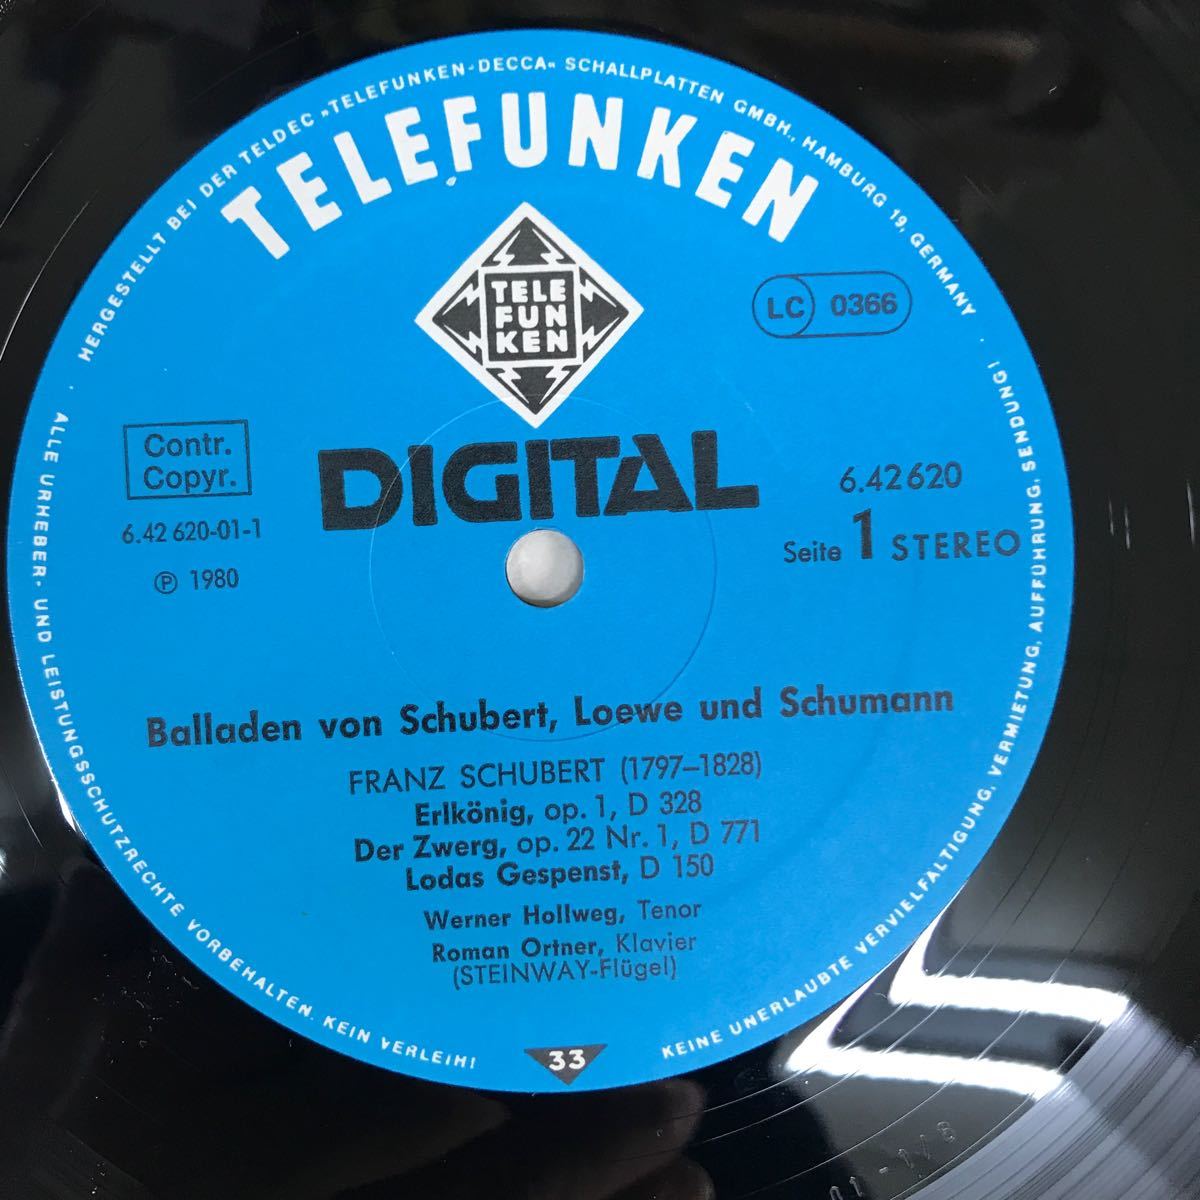 HERGESTELLT BEI DER TELDEC »TELEFUNKEN-DECCA« SCHALLPLATTEN GMBH., HAMBURG 19, GERMANY ·
TELEFUNKEN
TELE
FUN
KEN
LC 0366
DIGITAL
Contr.
Copyr.
6.42 620-01-1
℗ 1980
6.42620
Seite 1 STEREO
Balladen von Schubert, Loewe und Schumann
FRANZ SCHUBERT (1797–1828)
Erlkönig, op. 1, D 328
Der Zwerg, op. 22 Nr. 1, D 771
Lodas Gespenst, D 150
Werner Hollweg, Tenor
Roman Ortner, Klavier
(STEINWAY-Flügel)
33
· ALLE URHEBER- UND LEISTUNGSSCHUTZRECHTE VORBEHALTEN. KEIN VERLEIH!
KEINE UNERLAUBTE VERVIELFÄLTIGUNG, VERMIETUNG, AUFFÜHRUNG, SENDUNG!